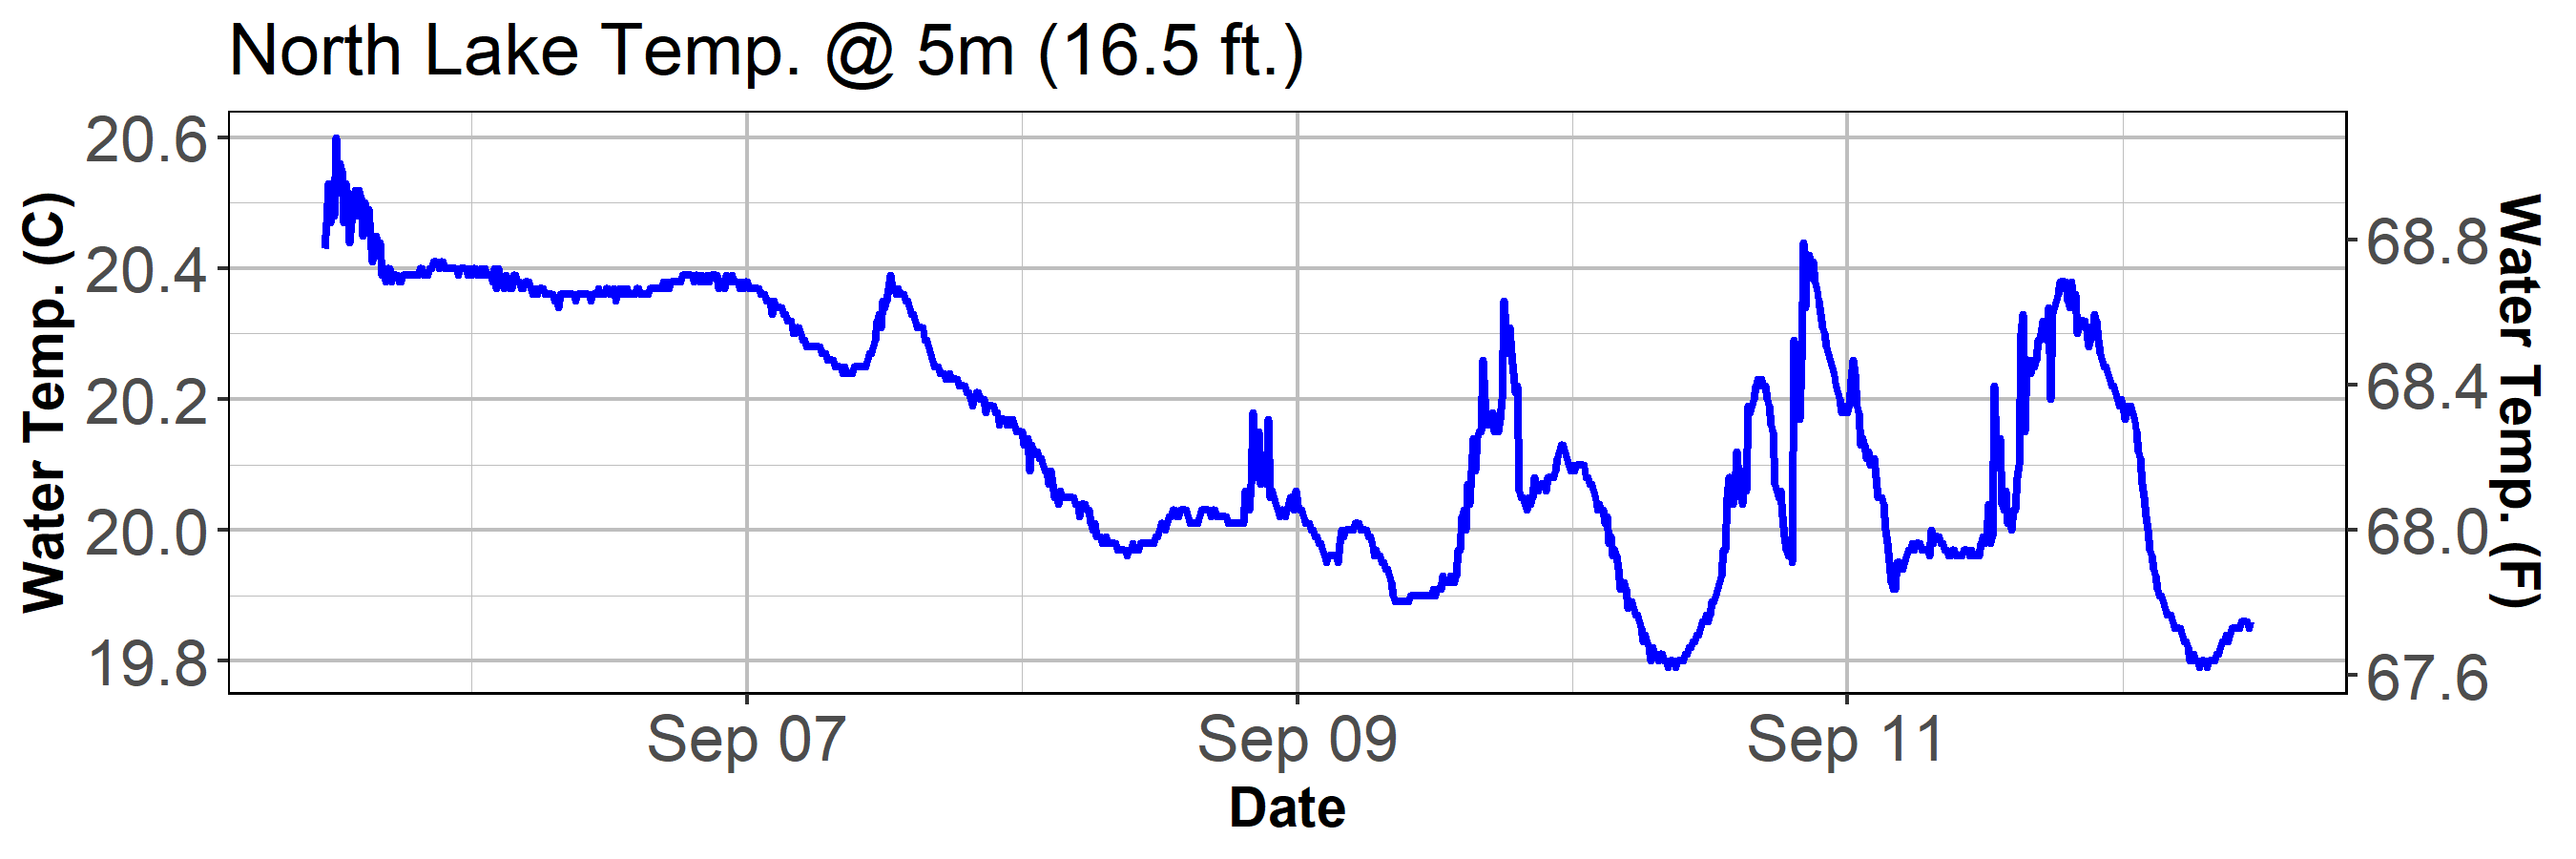 North Lake Temp. @ 5m (16.5 ft.)
Water Temp. (C)
20.6
20.4
20.2
20.0
19.8
68.8
68.4
68.0
67.6
Water Temp. (F)
Sep 07 Sep 09 Sep 11
Date